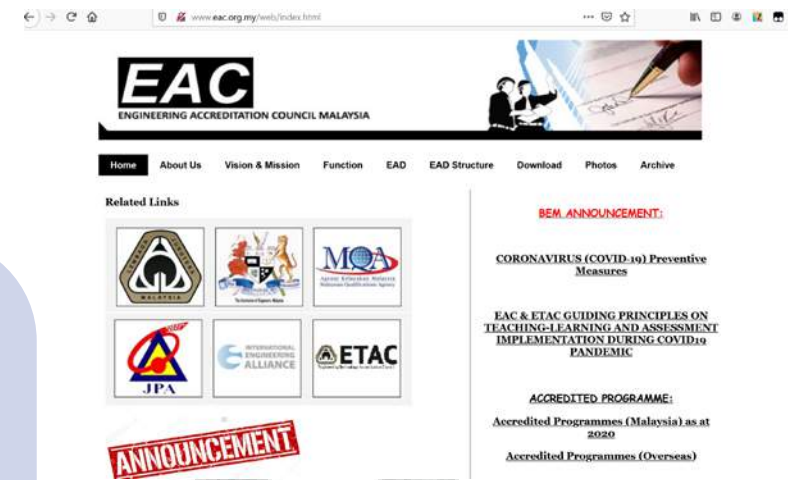 www.eac.org.my/web/index.html
EAC
ENGINEERING ACCREDITATION COUNCIL MALAYSIA
Home About Us Vision & Mission Function EAD EAD Structure Download Photos Archive
Related Links
BEM ANNOUNCEMENT:
MALAYSIA
MQA
CORONAVIRUS (COVID-19) Preventive
Measures
EAC & ETAC GUIDING PRINCIPLES ON
TEACHING-LEARNING AND ASSESSMENT
IMPLEMENTATION DURING COVID19
PANDEMIC
JPA
INTERNATIONAL
ENGINEERING
ALLIANCE
ETAC
ACCREDITED PROGRAMME:
Accredited Programmes (Malaysia) as at
2020
Accredited Programmes (Overseas)
ANNOUNCEMENT